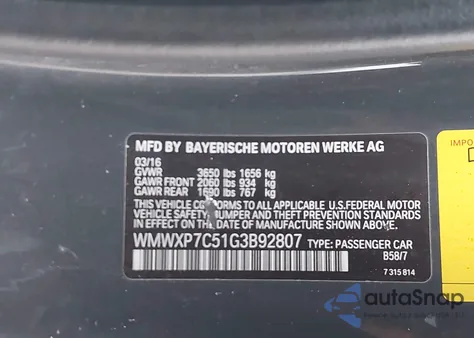 MFD BY BAYERISCHE MOTOREN WERKE AG
03/16
GVWR 3650 lbs 1656 kg
GAWR FRONT 2060 lbs 934 kg
GAWR REAR 1690 lbs 767 kg
THIS VEHICLE CONFORMS TO ALL APPLICABLE U.S.FEDERAL MOTOR
VEHICLE SAFETY, BUMPER AND THEFT PREVENTION STANDARDS
IN EFFECT ON THE DATE OF MANUFACTURE SHOWN ABOVE.
WMWXP7C51G3B92807 TYPE: PASSENGER CAR
B58/7
7 315 814
IMPO
autoSnap